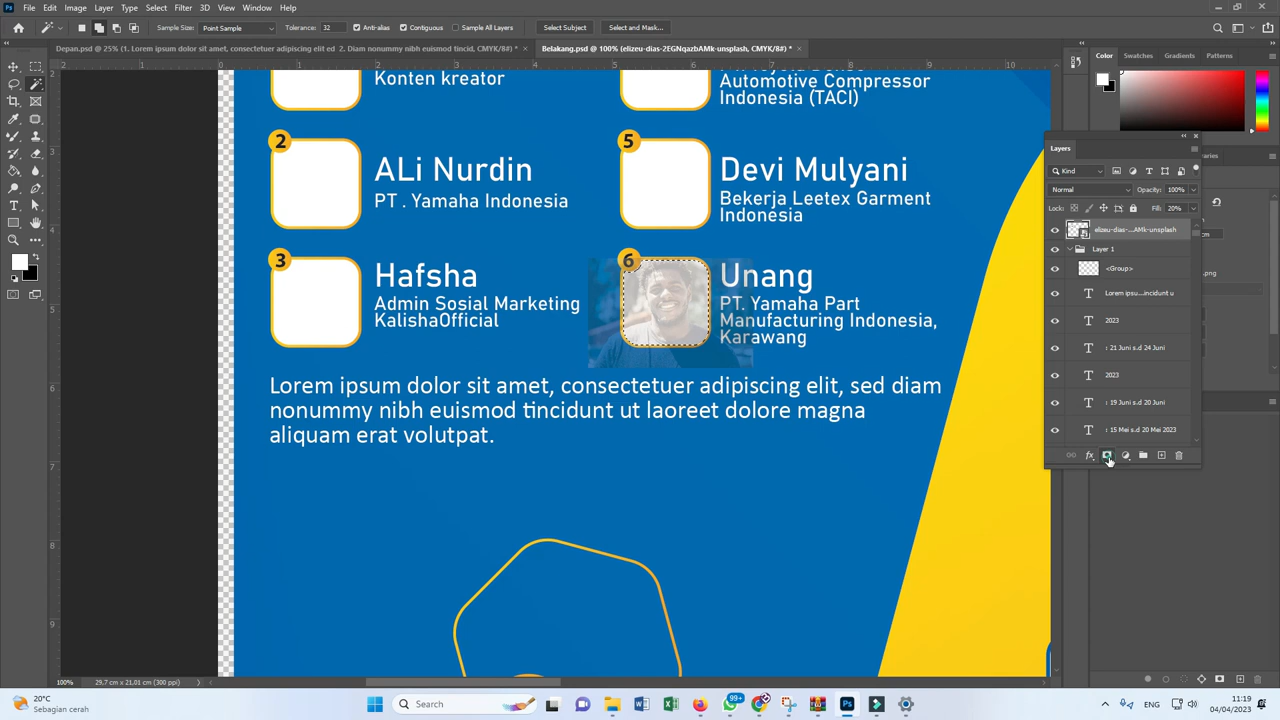 File Edit Image Layer Type Select Filter 3D View Window Help
Sample Size: Point Sample Tolerance: 32 Anti-alias Contiguous Sample All Layers Select Subject Select and Mask...
Depan.psd @ 25% (1. Lorem ipsum dolor sit amet, consectetuer adipiscing elit ed 2. Diam nonummy nibh euismod tincid, CMYK/8#) *
Belakang.psd @ 100% (elizeu-dias-2EGNqazbAMk-unsplash, CMYK/8#) *
Color Swatches Gradients Patterns
Konten kreator
Automotive Compressor
Indonesia (TACI)
2
ALi Nurdin
PT . Yamaha Indonesia
5
Devi Mulyani
Bekerja Leetex Garment
Indonesia
3
Hafsha
Admin Sosial Marketing
KalishaOfficial
6
Unang
PT. Yamaha Part
Manufacturing Indonesia,
Karawang
Lorem ipsum dolor sit amet, consectetuer adipiscing elit, sed diam
nonummy nibh euismod tincidunt ut laoreet dolore magna
aliquam erat volutpat.
Layers
Kind
Normal Opacity: 100%
Lock: Fill: 20%
elizeu-dias-...AMk-unsplash
Layer 1
<Group>
Lorem ipsu...incidunt u
2023
: 21 Juni s.d 24 Juni
2023
: 19 Juni s.d 20 Juni
: 15 Mei s.d 20 Mei 2023
100% 29,7 cm x 21,01 cm (300 ppi)
20°C
Sebagian cerah
Search
99+
ENG
11:19
04/04/2023